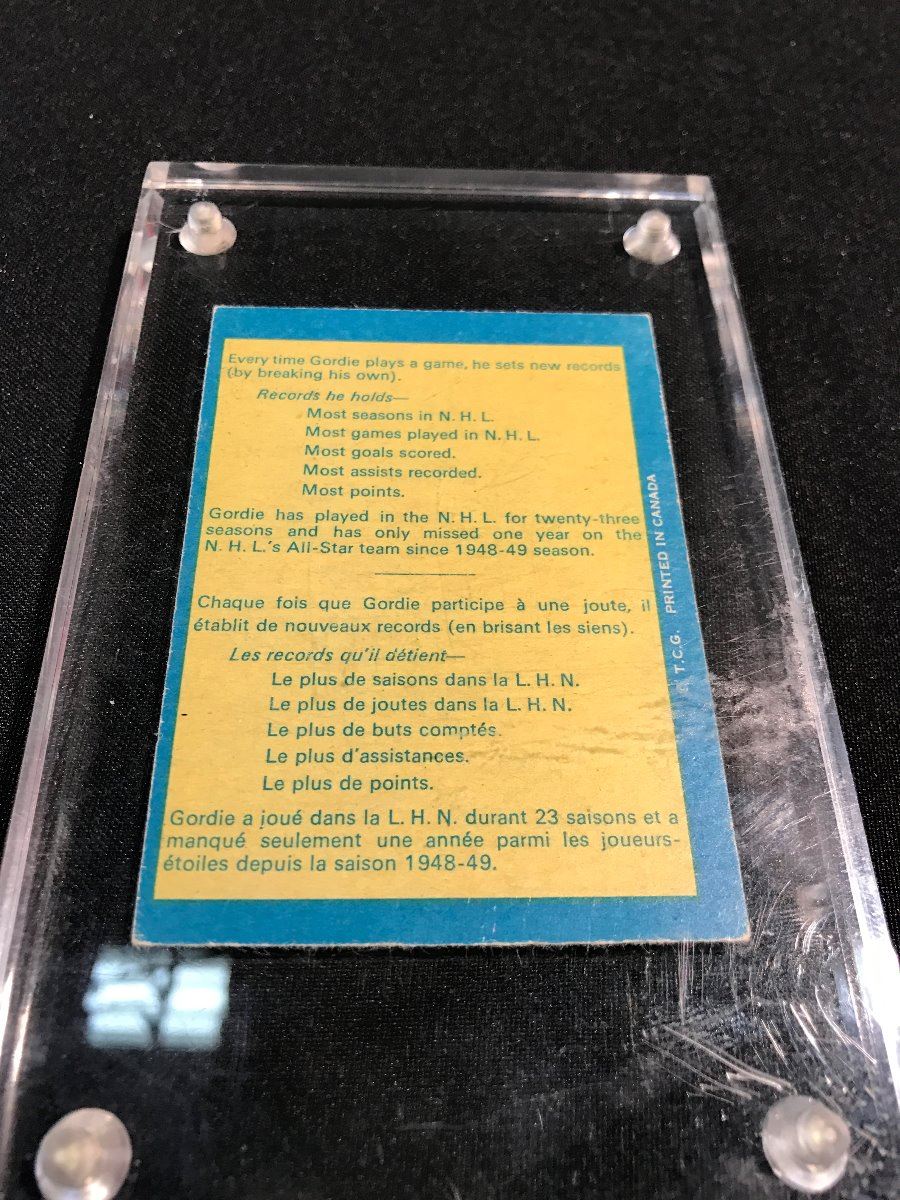 Every time Gordie plays a game, he sets new records
(by breaking his own).
Records he holds—
Most seasons in N. H. L.
Most games played in N. H. L.
Most goals scored.
Most assists recorded.
Most points.
Gordie has played in the N. H. L. for twenty-three
seasons and has only missed one year on the
N. H. L.'s All-Star team since 1948-49 season.
Chaque fois que Gordie participe à une joute, il
établit de nouveaux records (en brisant les siens).
Les records qu'il détient—
Le plus de saisons dans la L. H. N.
Le plus de joutes dans la L. H. N.
Le plus de buts comptés.
Le plus d'assistances.
Le plus de points.
Gordie a joué dans la L. H. N. durant 23 saisons et a
manqué seulement une année parmi les joueurs-
étoiles depuis la saison 1948-49.
© T.C.G. PRINTED IN CANADA